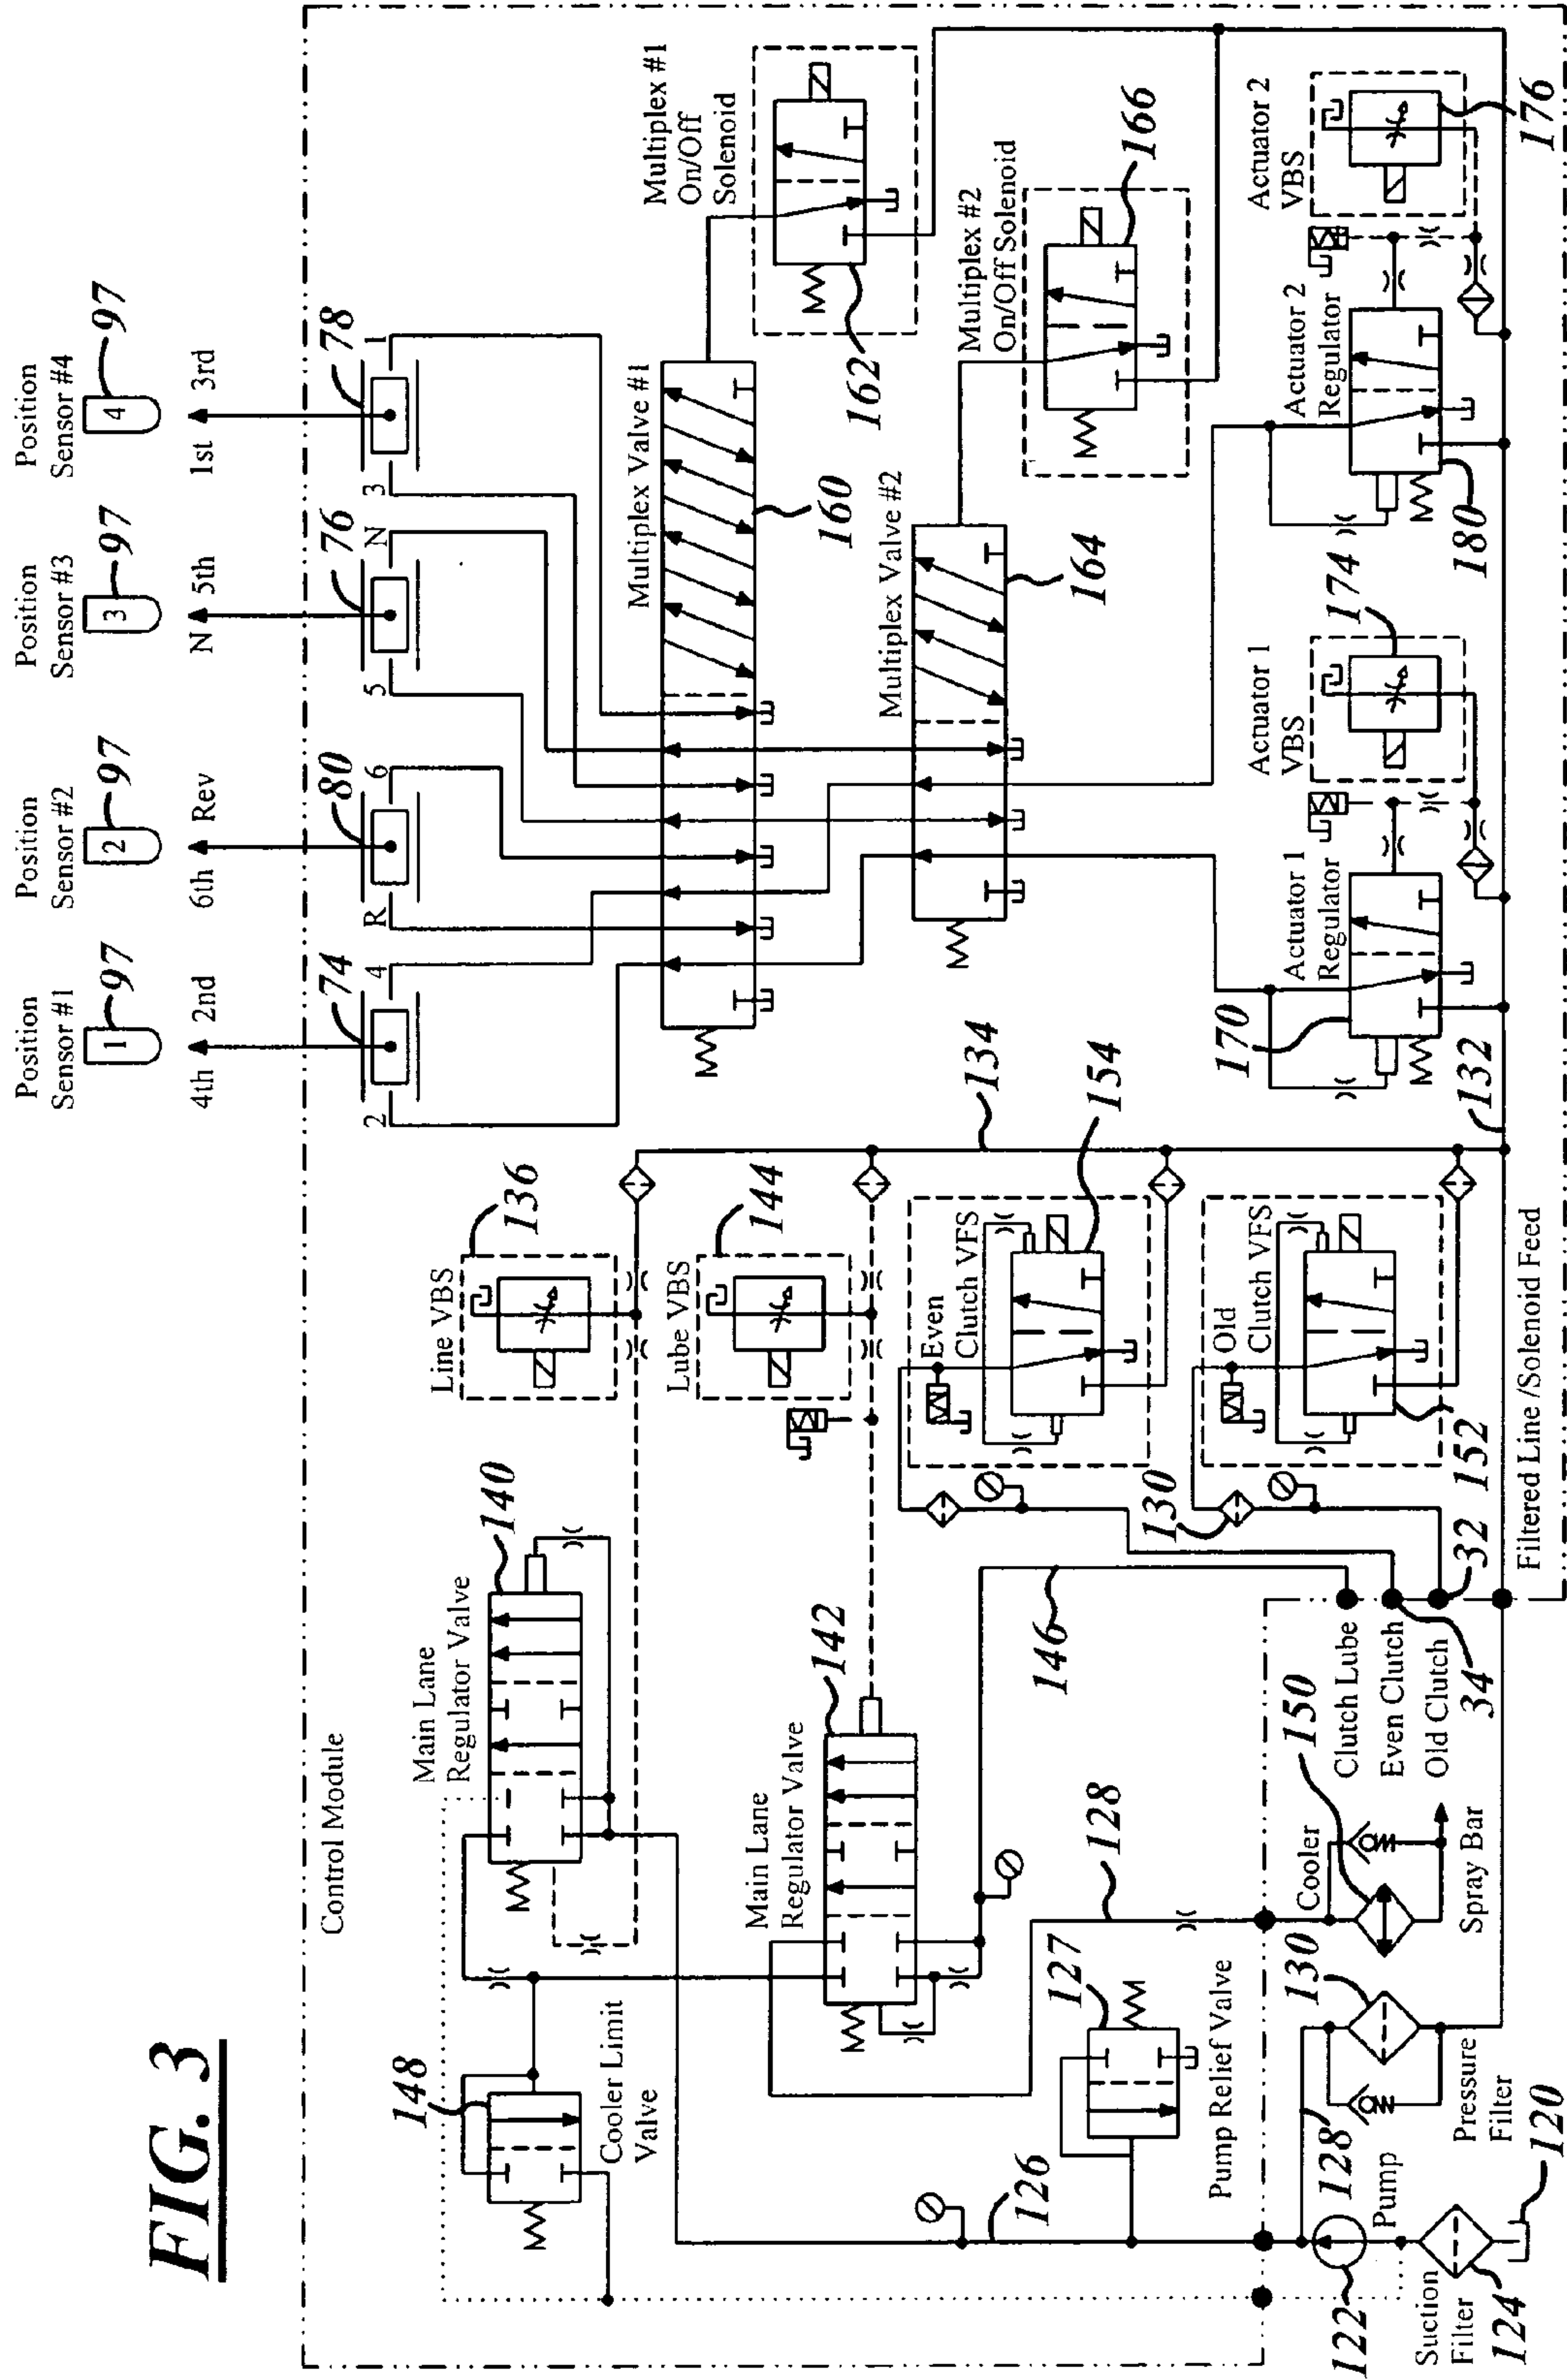 FIG. 3
Control Module
Position
Sensor #1
1
97
4th 2nd
Position
Sensor #2
2
97
6th Rev
Position
Sensor #3
3
97
N 5th
Position
Sensor #4
4
97
1st 3rd
2
74
4
R
80
6
5
76
N
3
78
1
Multiplex Valve #1
160
Multiplex #1
On/Off
Solenoid
162
Multiplex Valve #2
164
Multiplex #2
On/Off Solenoid
166
Actuator 1
Regulator
170
Actuator 1
VBS
174
Actuator 2
Regulator
180
Actuator 2
VBS
176
132
134
Line VBS
136
Lube VBS
144
Even
Clutch VFS
154
Old
Clutch VFS
152
130
Main Lane
Regulator Valve
140
Main Lane
Regulator Valve
142
148
Cooler Limit
Valve
146
128
127
Pump Relief Valve
126
Clutch Lube
Even Clutch
Old Clutch
32
34
Filtered Line /Solenoid Feed
150
Cooler
Spray Bar
130
128
Pressure
Filter
Pump
122
Suction
Filter
124
120